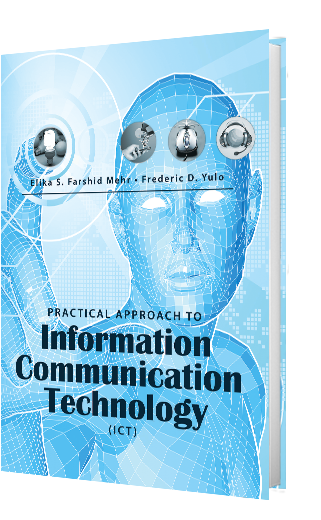 Elika S. Farshid Mehr • Frederic D. Yulo
PRACTICAL APPROACH TO
Information
Communication
Technology
(ICT)